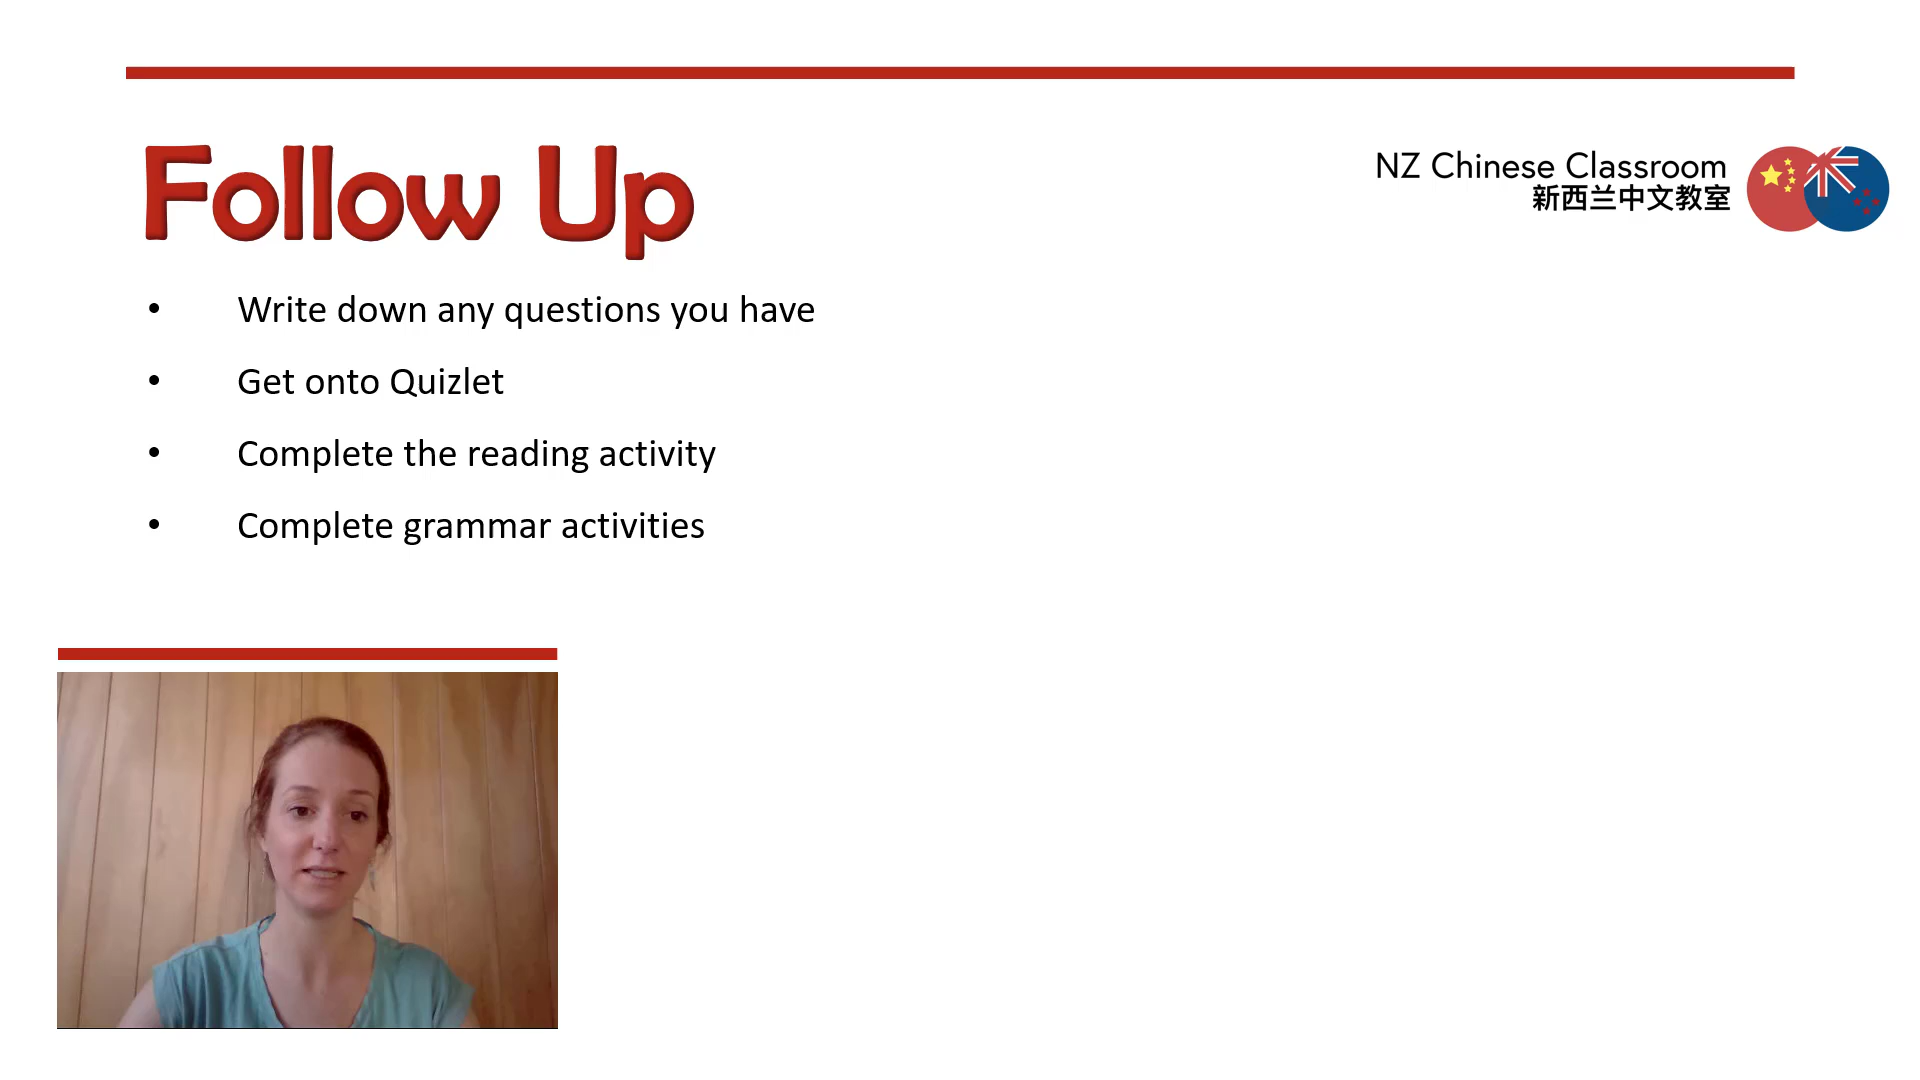 Follow Up
NZ Chinese Classroom
新西兰中文教室
• Write down any questions you have
• Get onto Quizlet
• Complete the reading activity
• Complete grammar activities